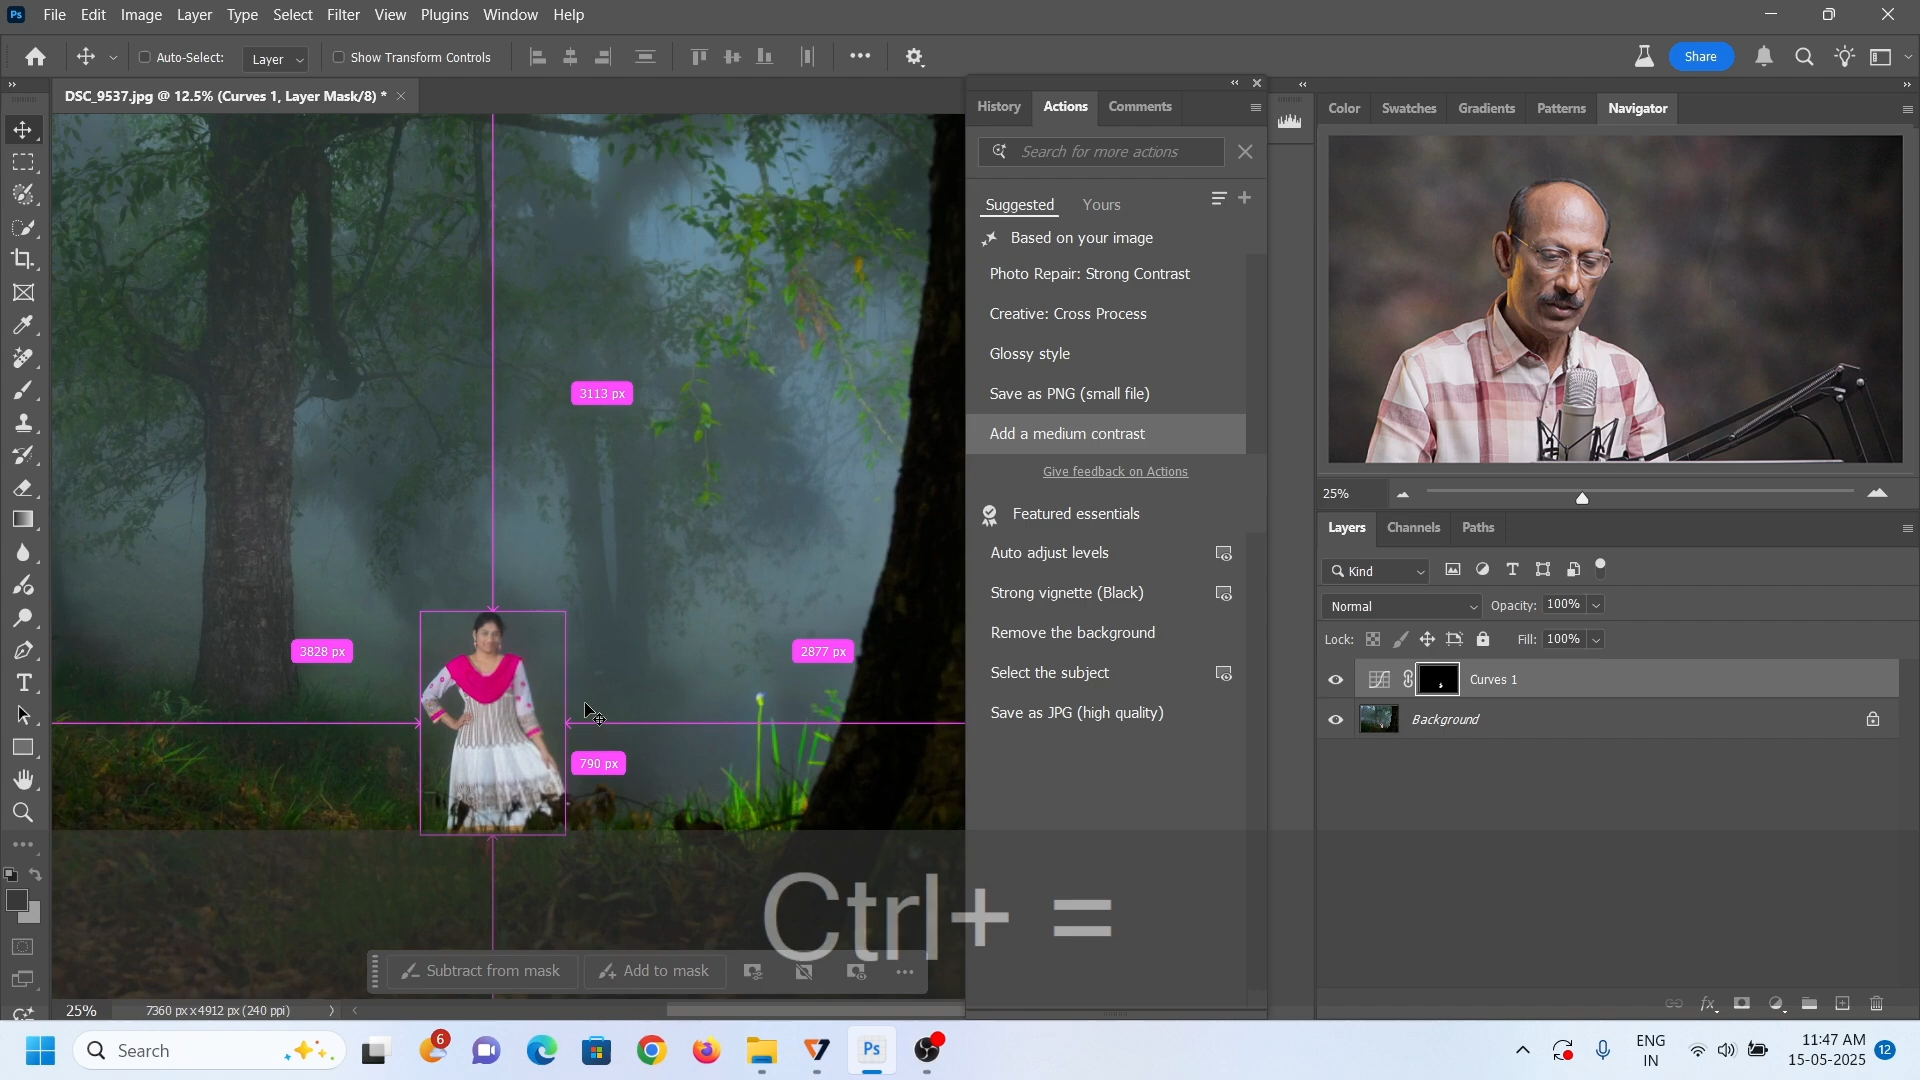 Ps File Edit Image Layer Type Select Filter View Plugins Window Help
Auto-Select: Layer Show Transform Controls Share
DSC_9537.jpg @ 12.5% (Curves 1, Layer Mask/8) *
History Actions Comments
Color Swatches Gradients Patterns Navigator
Search for more actions
Suggested Yours
Based on your image
Photo Repair: Strong Contrast
Creative: Cross Process
Glossy style
Save as PNG (small file)
Add a medium contrast
Give feedback on Actions
Featured essentials
Auto adjust levels
Strong vignette (Black)
Remove the background
Select the subject
Save as JPG (high quality)
3113 px
3828 px
2877 px
790 px
25%
Layers Channels Paths
Kind
Normal Opacity: 100%
Lock: Fill: 100%
Curves 1
Background
Ctrl+ =
Subtract from mask Add to mask
25% 7360 px x 4912 px (240 ppi)
Search
6
Ps
ENG
IN
11:47 AM
15-05-2025
12